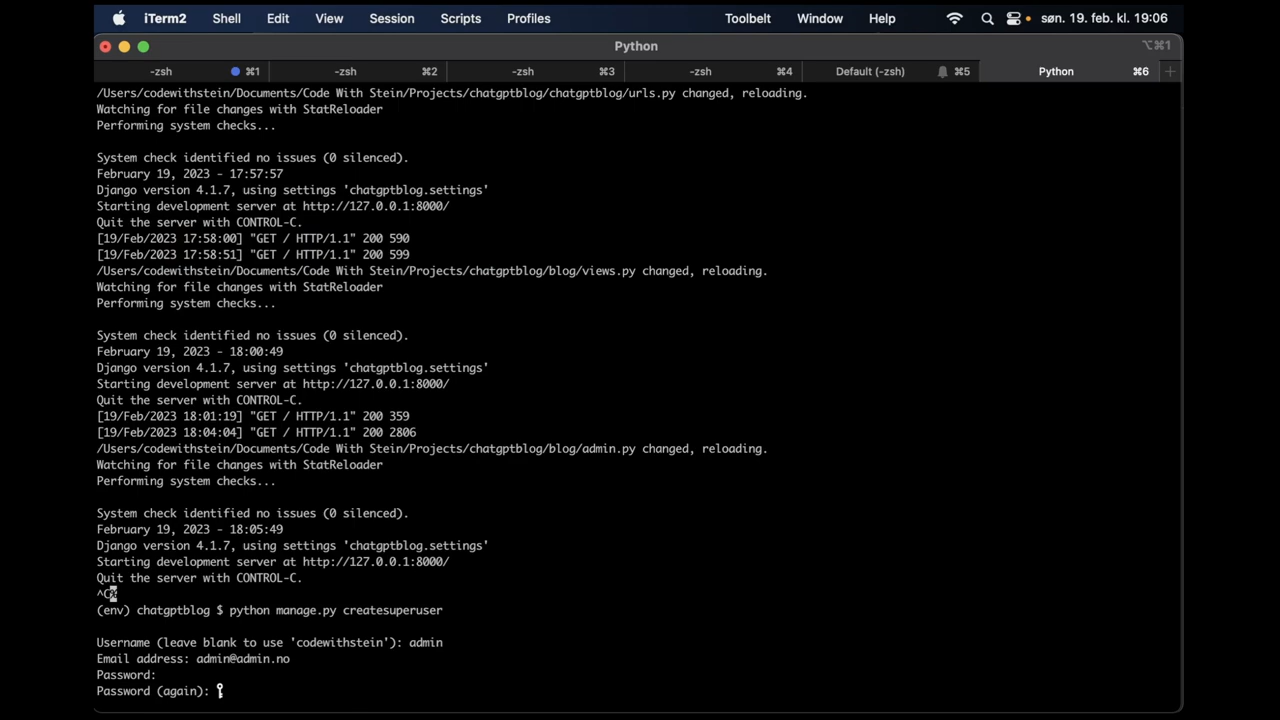 iTerm2 Shell Edit View Session Scripts Profiles Toolbelt Window Help søn. 19. feb. kl. 19:06
Python ⌥⌘1
-zsh ⌘1 -zsh ⌘2 -zsh ⌘3 -zsh ⌘4 Default (-zsh) ⌘5 Python ⌘6 +
/Users/codewithstein/Documents/Code With Stein/Projects/chatgptblog/chatgptblog/urls.py changed, reloading.
Watching for file changes with StatReloader
Performing system checks...
System check identified no issues (0 silenced).
February 19, 2023 - 17:57:57
Django version 4.1.7, using settings 'chatgptblog.settings'
Starting development server at http://127.0.0.1:8000/
Quit the server with CONTROL-C.
[19/Feb/2023 17:58:00] "GET / HTTP/1.1" 200 590
[19/Feb/2023 17:58:51] "GET / HTTP/1.1" 200 599
/Users/codewithstein/Documents/Code With Stein/Projects/chatgptblog/blog/views.py changed, reloading.
Watching for file changes with StatReloader
Performing system checks...
System check identified no issues (0 silenced).
February 19, 2023 - 18:00:49
Django version 4.1.7, using settings 'chatgptblog.settings'
Starting development server at http://127.0.0.1:8000/
Quit the server with CONTROL-C.
[19/Feb/2023 18:01:19] "GET / HTTP/1.1" 200 359
[19/Feb/2023 18:04:04] "GET / HTTP/1.1" 200 2806
/Users/codewithstein/Documents/Code With Stein/Projects/chatgptblog/blog/admin.py changed, reloading.
Watching for file changes with StatReloader
Performing system checks...
System check identified no issues (0 silenced).
February 19, 2023 - 18:05:49
Django version 4.1.7, using settings 'chatgptblog.settings'
Starting development server at http://127.0.0.1:8000/
Quit the server with CONTROL-C.
^C%
(env) chatgptblog $ python manage.py createsuperuser
Username (leave blank to use 'codewithstein'): admin
Email address: admin@admin.no
Password:
Password (again):